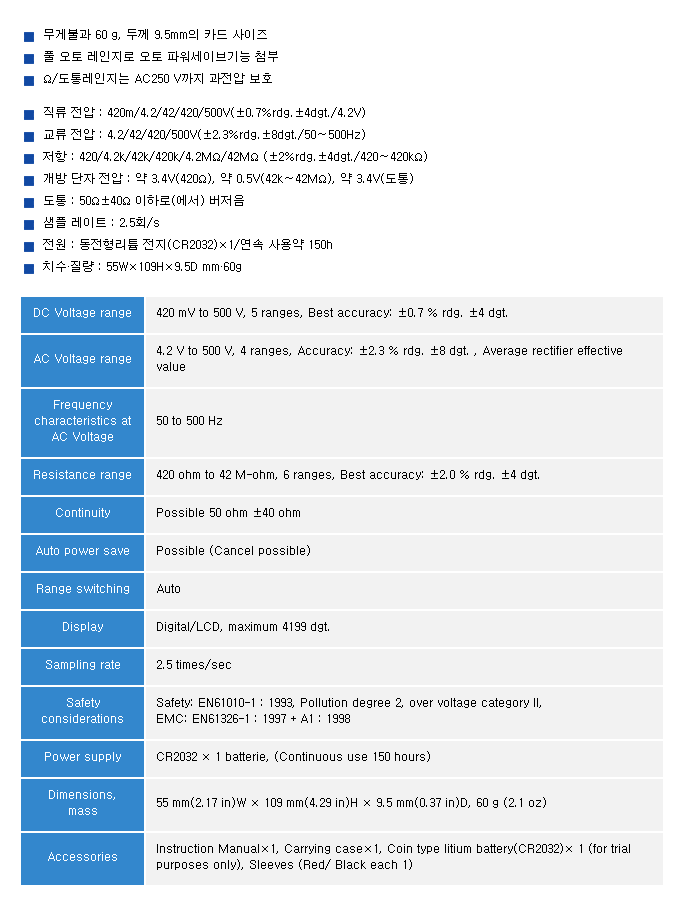 무게불과 60 g, 두께 9.5mm의 카드 사이즈
풀 오토 레인지로 오토 파워세이브기능 첨부
Ω/도통레인지는 AC250 V까지 과전압 보호
직류 전압 : 420m/4.2/42/420/500V(±0.7%rdg.±4dgt./4.2V)
교류 전압 : 4.2/42/420/500V(±2.3%rdg.±8dgt./50~500Hz)
저항 : 420/4.2k/42k/420k/4.2MΩ/42MΩ (±2%rdg.±4dgt./420~420kΩ)
개방 단자 전압 : 약 3.4V(420Ω), 약 0.5V(42k~42MΩ), 약 3.4V(도통)
도통 : 50Ω±40Ω 이하로(에서) 버저음
샘플 레이트 : 2.5회/s
전원 : 동전형리튬 전지(CR2032)×1/연속 사용약 150h
치수·질량 : 55W×109H×9.5D mm·60g
DC Voltage range
420 mV to 500 V, 5 ranges, Best accuracy: ±0.7 % rdg. ±4 dgt.
AC Voltage range
4.2 V to 500 V, 4 ranges, Accuracy: ±2.3 % rdg. ±8 dgt. , Average rectifier effective
value
Frequency
characteristics at
AC Voltage
50 to 500 Hz
Resistance range
420 ohm to 42 M-ohm, 6 ranges, Best accuracy: ±2.0 % rdg. ±4 dgt.
Continuity
Possible 50 ohm ±40 ohm
Auto power save
Possible (Cancel possible)
Range switching
Auto
Display
Digital/LCD, maximum 4199 dgt.
Sampling rate
2.5 times/sec
Safety
considerations
Safety: EN61010-1 : 1993, Pollution degree 2, over voltage category II,
EMC: EN61326-1 : 1997 + A1 : 1998
Power supply
CR2032 × 1 batterie, (Continuous use 150 hours)
Dimensions,
mass
55 mm(2.17 in)W × 109 mm(4.29 in)H × 9.5 mm(0.37 in)D, 60 g (2.1 oz)
Accessories
Instruction Manual×1, Carrying case×1, Coin type litium battery(CR2032)× 1 (for trial
purposes only), Sleeves (Red/ Black each 1)